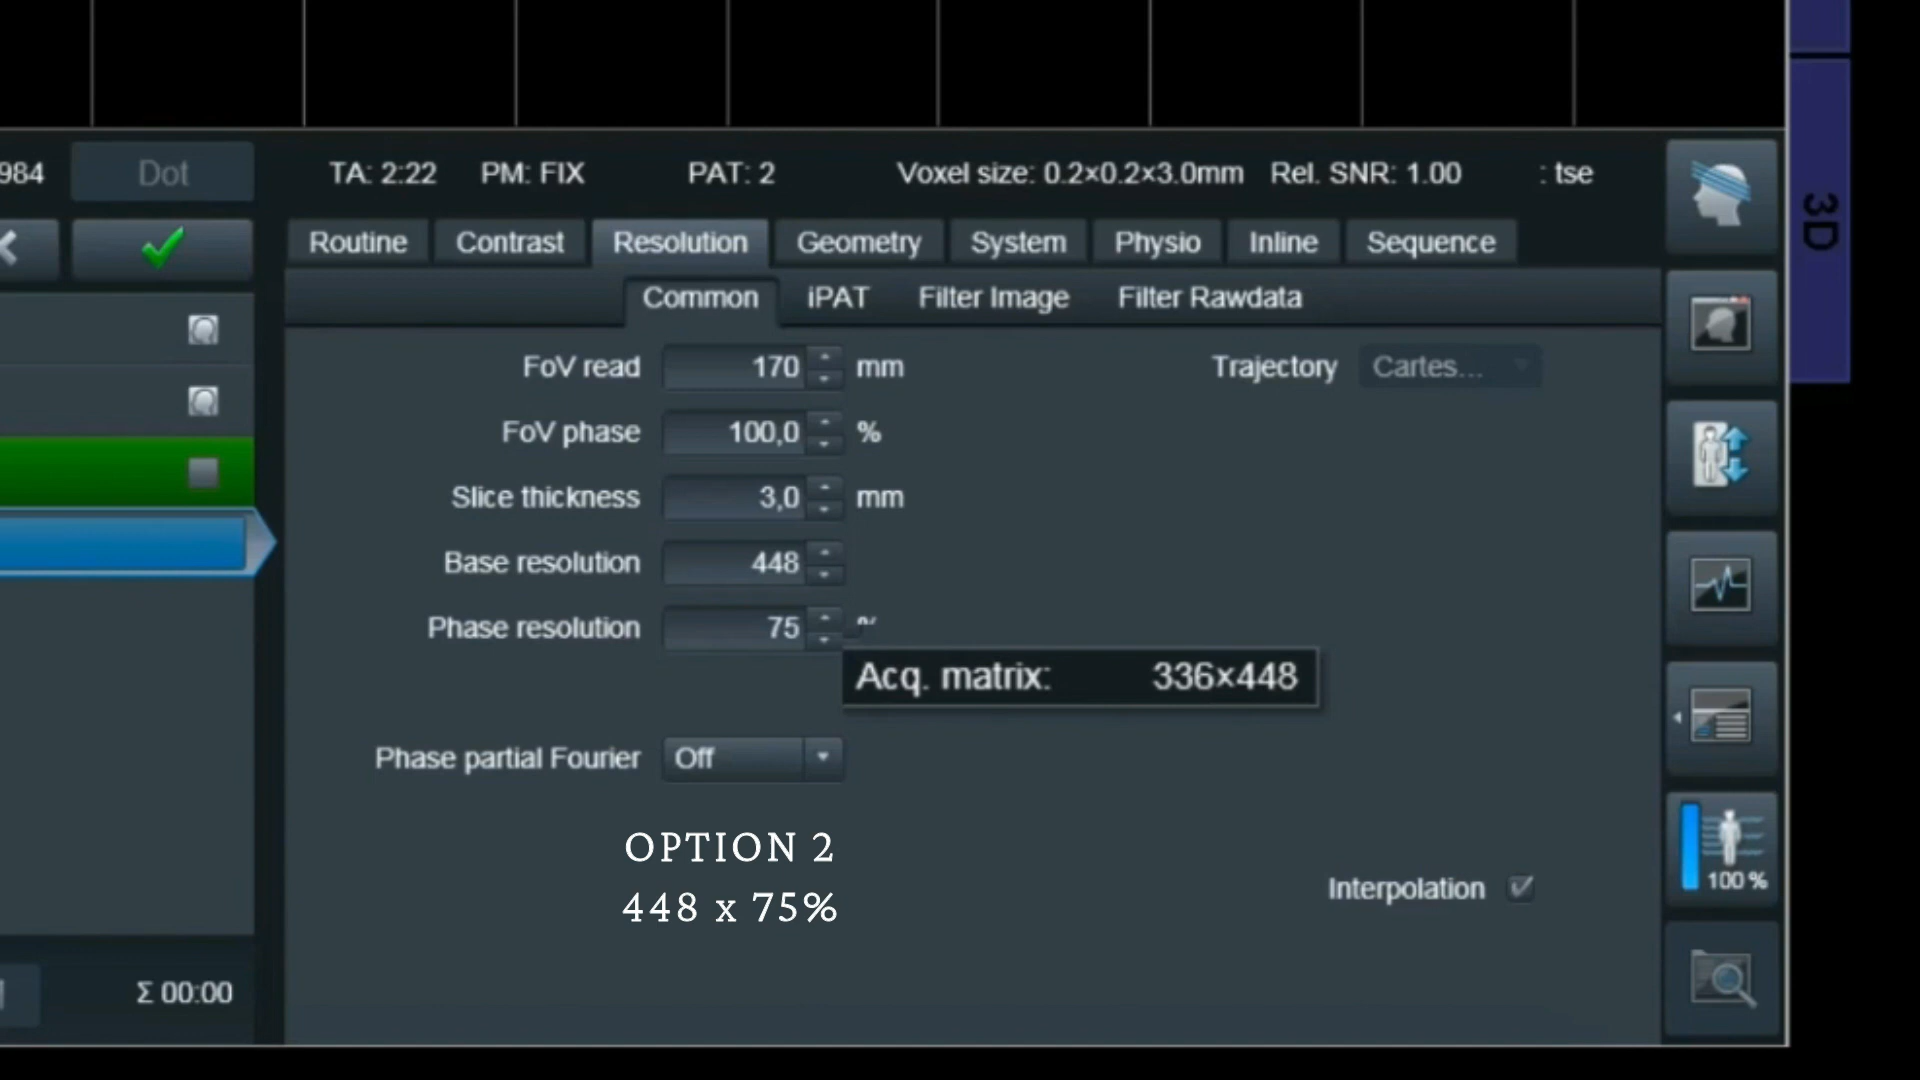 984 Dot TA: 2:22 PM: FIX PAT: 2 Voxel size: 0.2×0.2×3.0mm Rel. SNR: 1.00 : tse
3D
Routine Contrast Resolution Geometry System Physio Inline Sequence
Common iPAT Filter Image Filter Rawdata
FoV read 170 mm Trajectory Cartes...
FoV phase 100,0 %
Slice thickness 3,0 mm
Base resolution 448
Phase resolution 75 %
Acq. matrix: 336×448
Phase partial Fourier Off
OPTION 2
448 x 75%
Interpolation
100 %
Σ 00:00